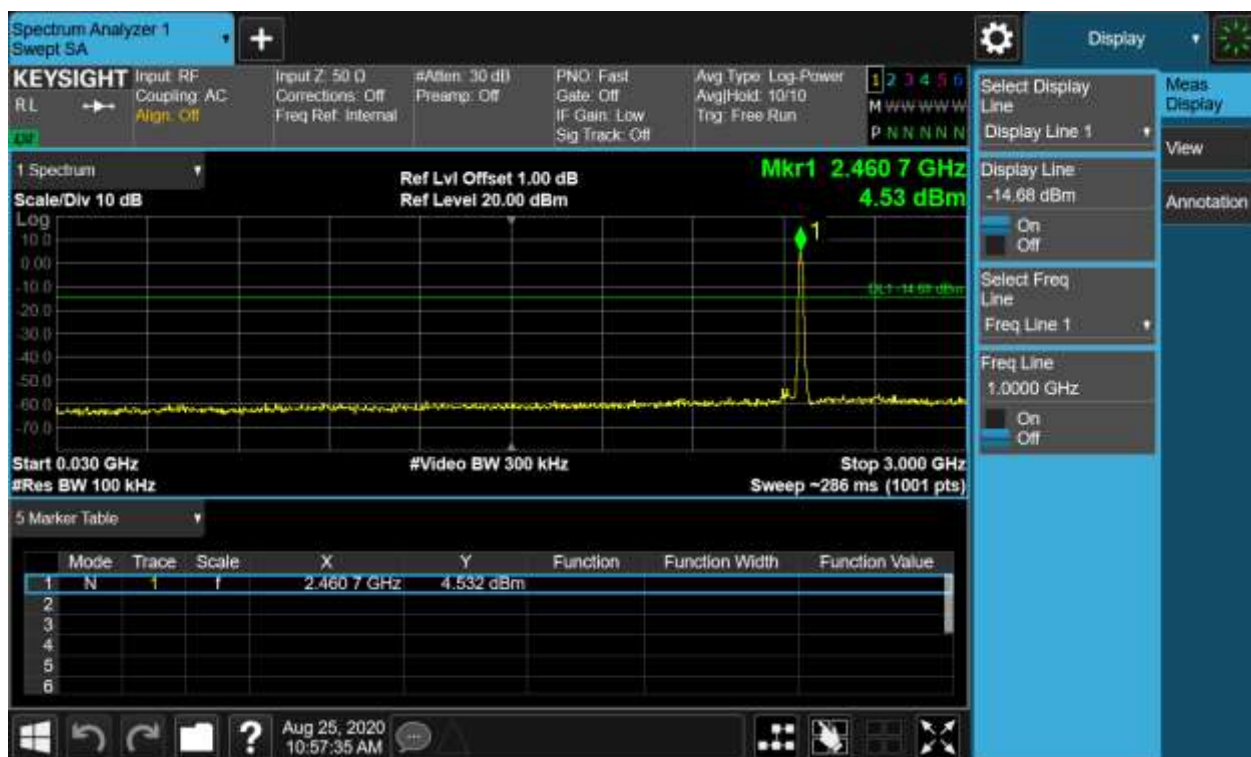 Spectrum Analyzer 1
Swept SA
Display
KEYSIGHT
RL
Input: RF
Coupling: AC
Align: Off
Input Z: 50 Ω
Corrections: Off
Freq Ref: Internal
#Atten: 30 dB
Preamp: Off
PNO: Fast
Gate: Off
IF Gain: Low
Sig Track: Off
Avg Type: Log-Power
Avg|Hold: 10/10
Trig: Free Run
1 2 3 4 5 6
M W W W W W
P N N N N N
1 Spectrum
Scale/Div 10 dB
Ref Lvl Offset 1.00 dB
Ref Level 20.00 dBm
Mkr1 2.460 7 GHz
4.53 dBm
Log
10.0
0.00
-10.0
-20.0
-30.0
-40.0
-50.0
-60.0
-70.0
1
DL1 -14.68 dBm
Start 0.030 GHz
#Res BW 100 kHz
#Video BW 300 kHz
Stop 3.000 GHz
Sweep ~286 ms (1001 pts)
5 Marker Table
Mode Trace Scale X Y Function Function Width Function Value
1 N 1 f 2.460 7 GHz 4.532 dBm
2
3
4
5
6
Aug 25, 2020
10:57:35 AM
Select Display
Line
Display Line 1
Display Line
-14.68 dBm
On
Off
Select Freq
Line
Freq Line 1
Freq Line
1.0000 GHz
On
Off
Meas
Display
View
Annotation